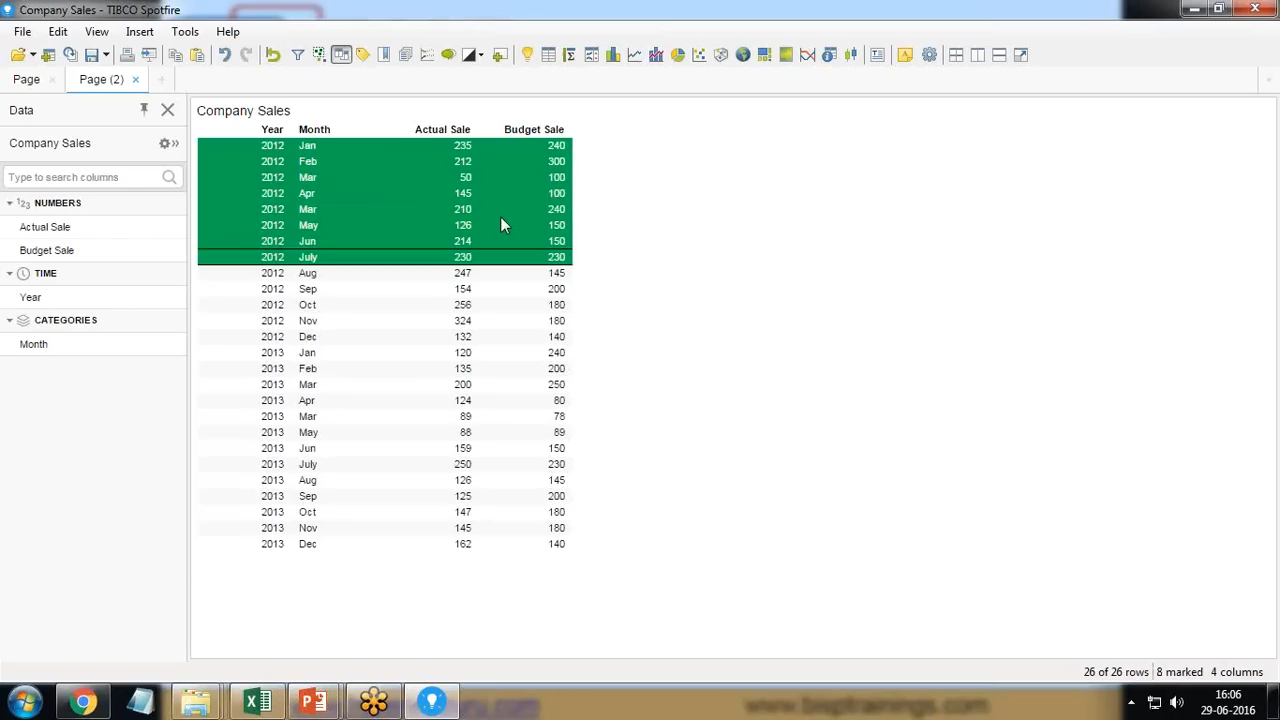 Company Sales - TIBCO Spotfire
File Edit View Insert Tools Help
Page Page (2)
Data
Company Sales
Type to search columns
NUMBERS
Actual Sale
Budget Sale
TIME
Year
CATEGORIES
Month
Company Sales
Year Month Actual Sale Budget Sale
2012 Jan 235 240
2012 Feb 212 300
2012 Mar 50 100
2012 Apr 145 100
2012 Mar 210 240
2012 May 126 150
2012 Jun 214 150
2012 July 230 230
2012 Aug 247 145
2012 Sep 154 200
2012 Oct 256 180
2012 Nov 324 180
2012 Dec 132 140
2013 Jan 120 240
2013 Feb 135 200
2013 Mar 200 250
2013 Apr 124 80
2013 Mar 89 78
2013 May 88 89
2013 Jun 159 150
2013 July 250 230
2013 Aug 126 145
2013 Sep 125 200
2013 Oct 147 180
2013 Nov 145 180
2013 Dec 162 140
26 of 26 rows 8 marked 4 columns
www.bisptrainings.com
16:06
29-06-2016